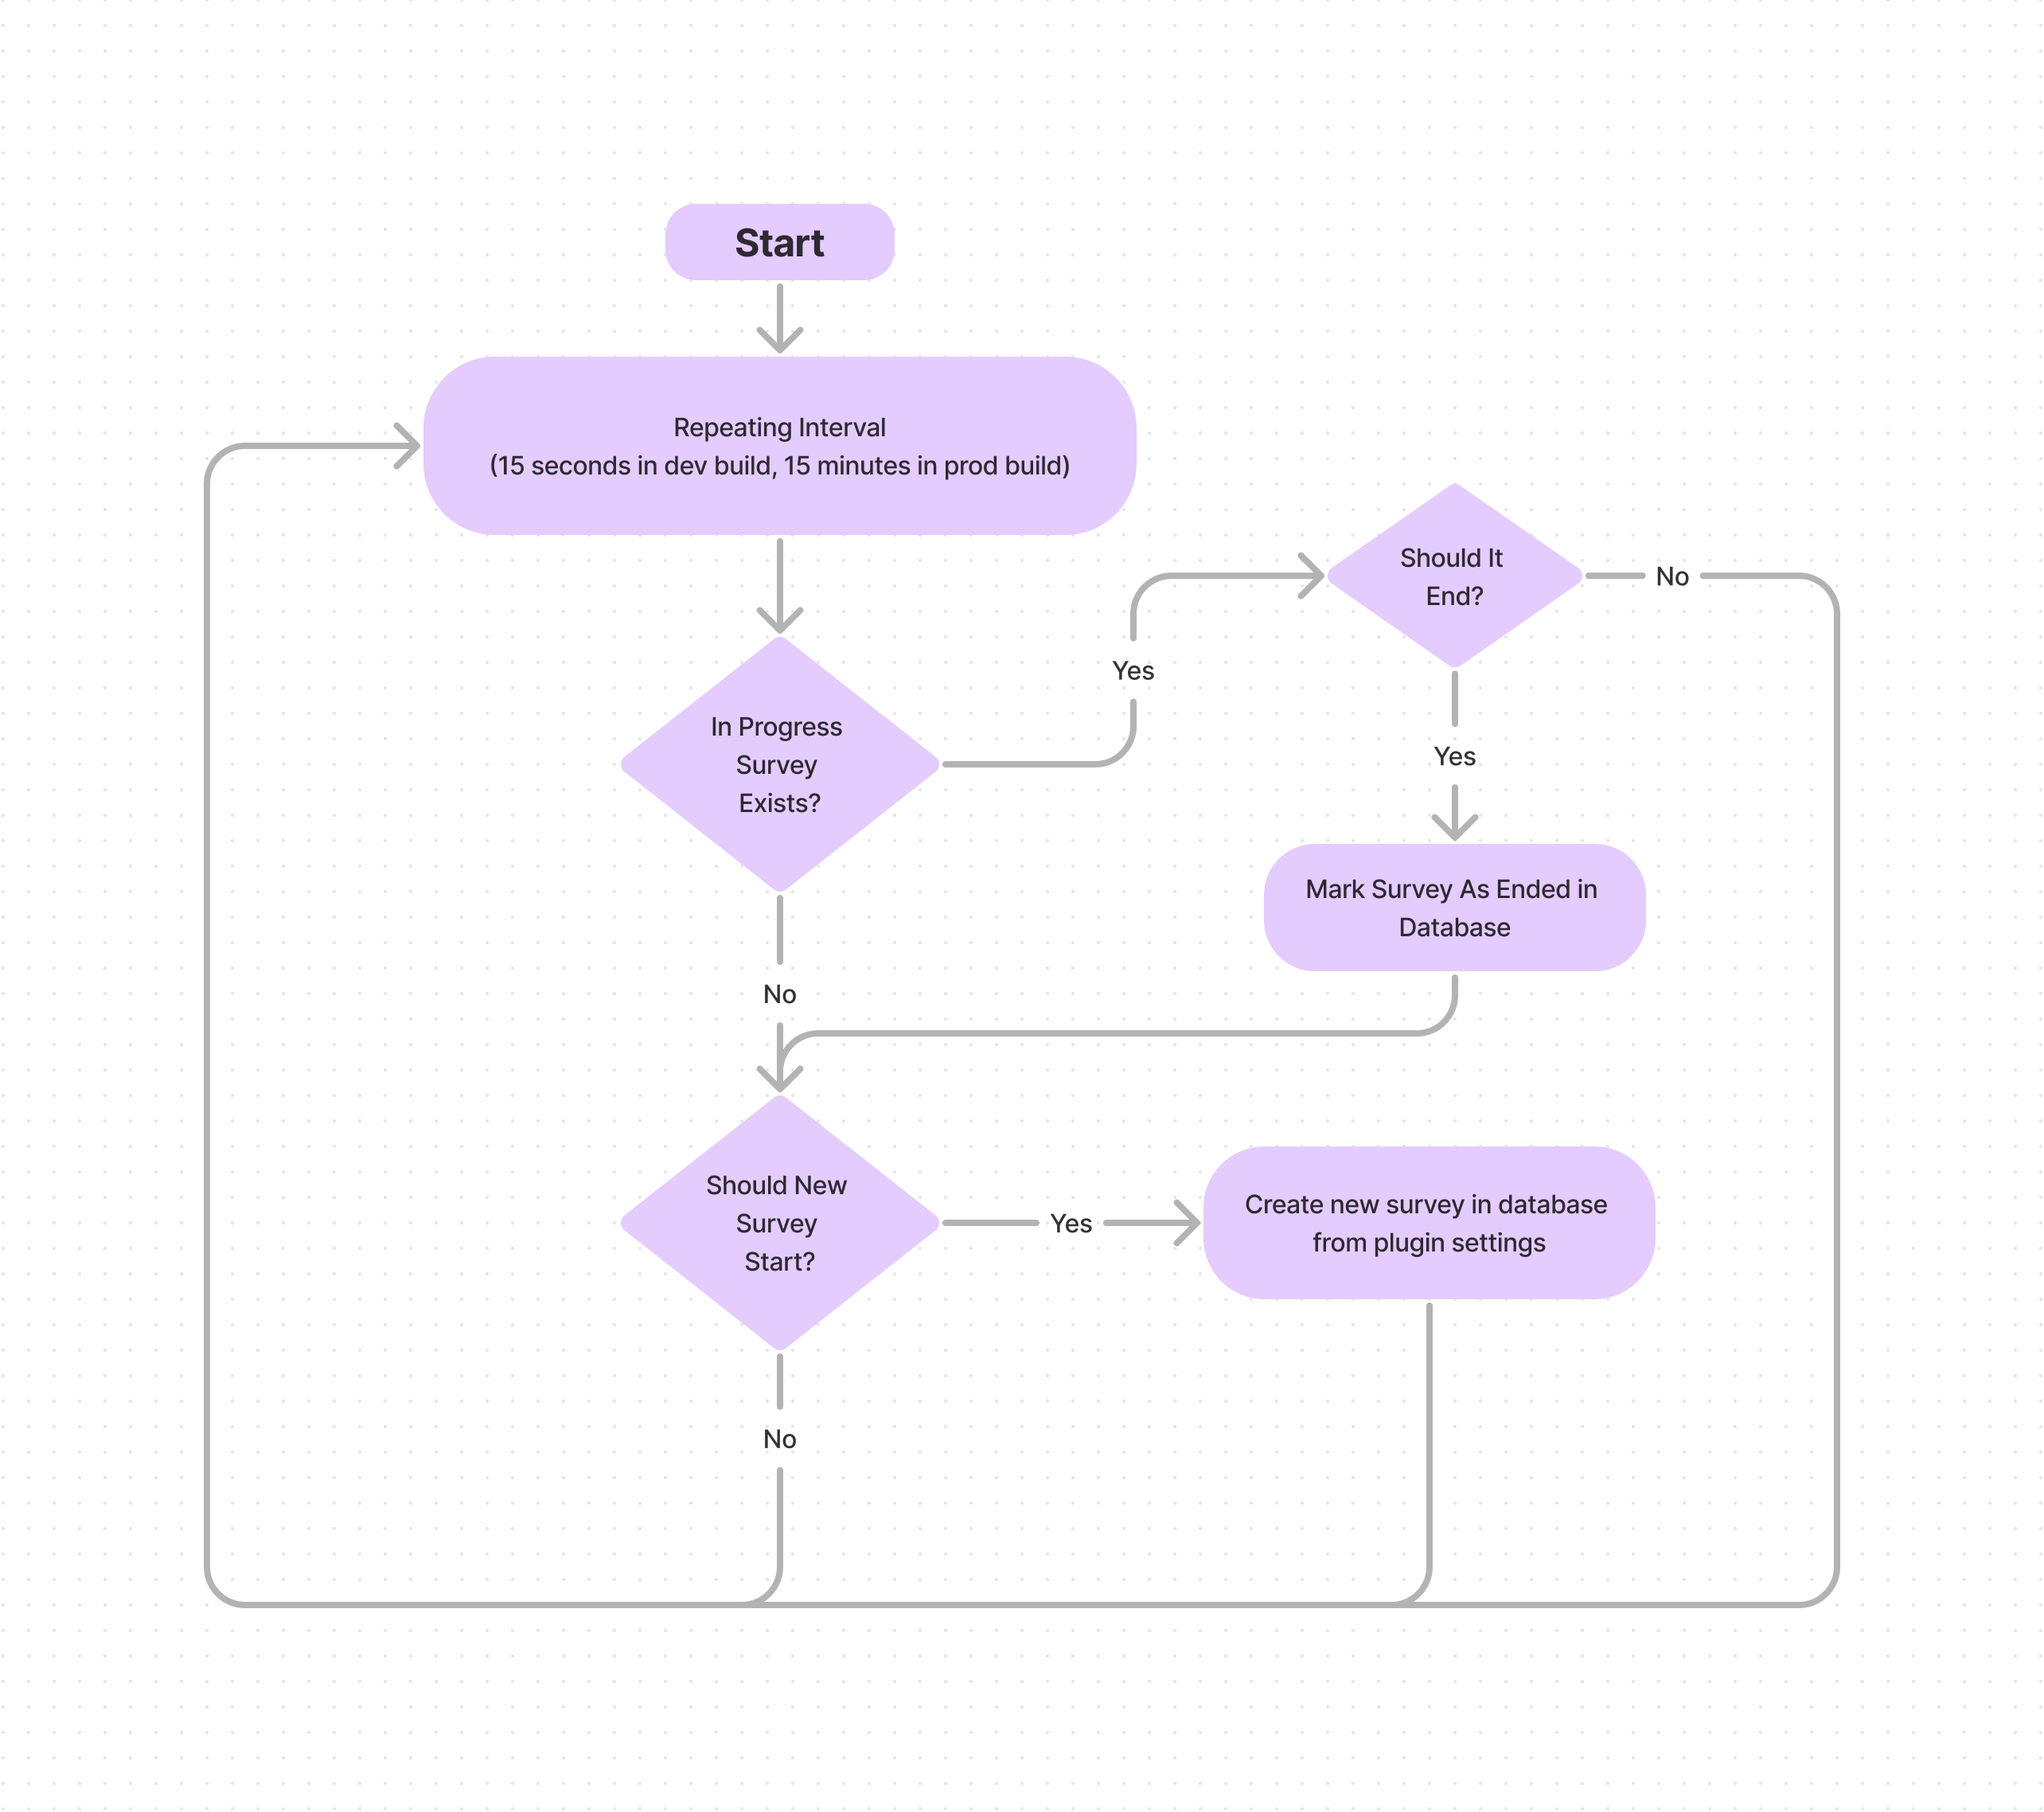 Start
Repeating Interval
(15 seconds in dev build, 15 minutes in prod build)
In Progress
Survey
Exists?
Yes
Should It
End?
No
Yes
Mark Survey As Ended in
Database
No
Should New
Survey
Start?
Yes
Create new survey in database
from plugin settings
No